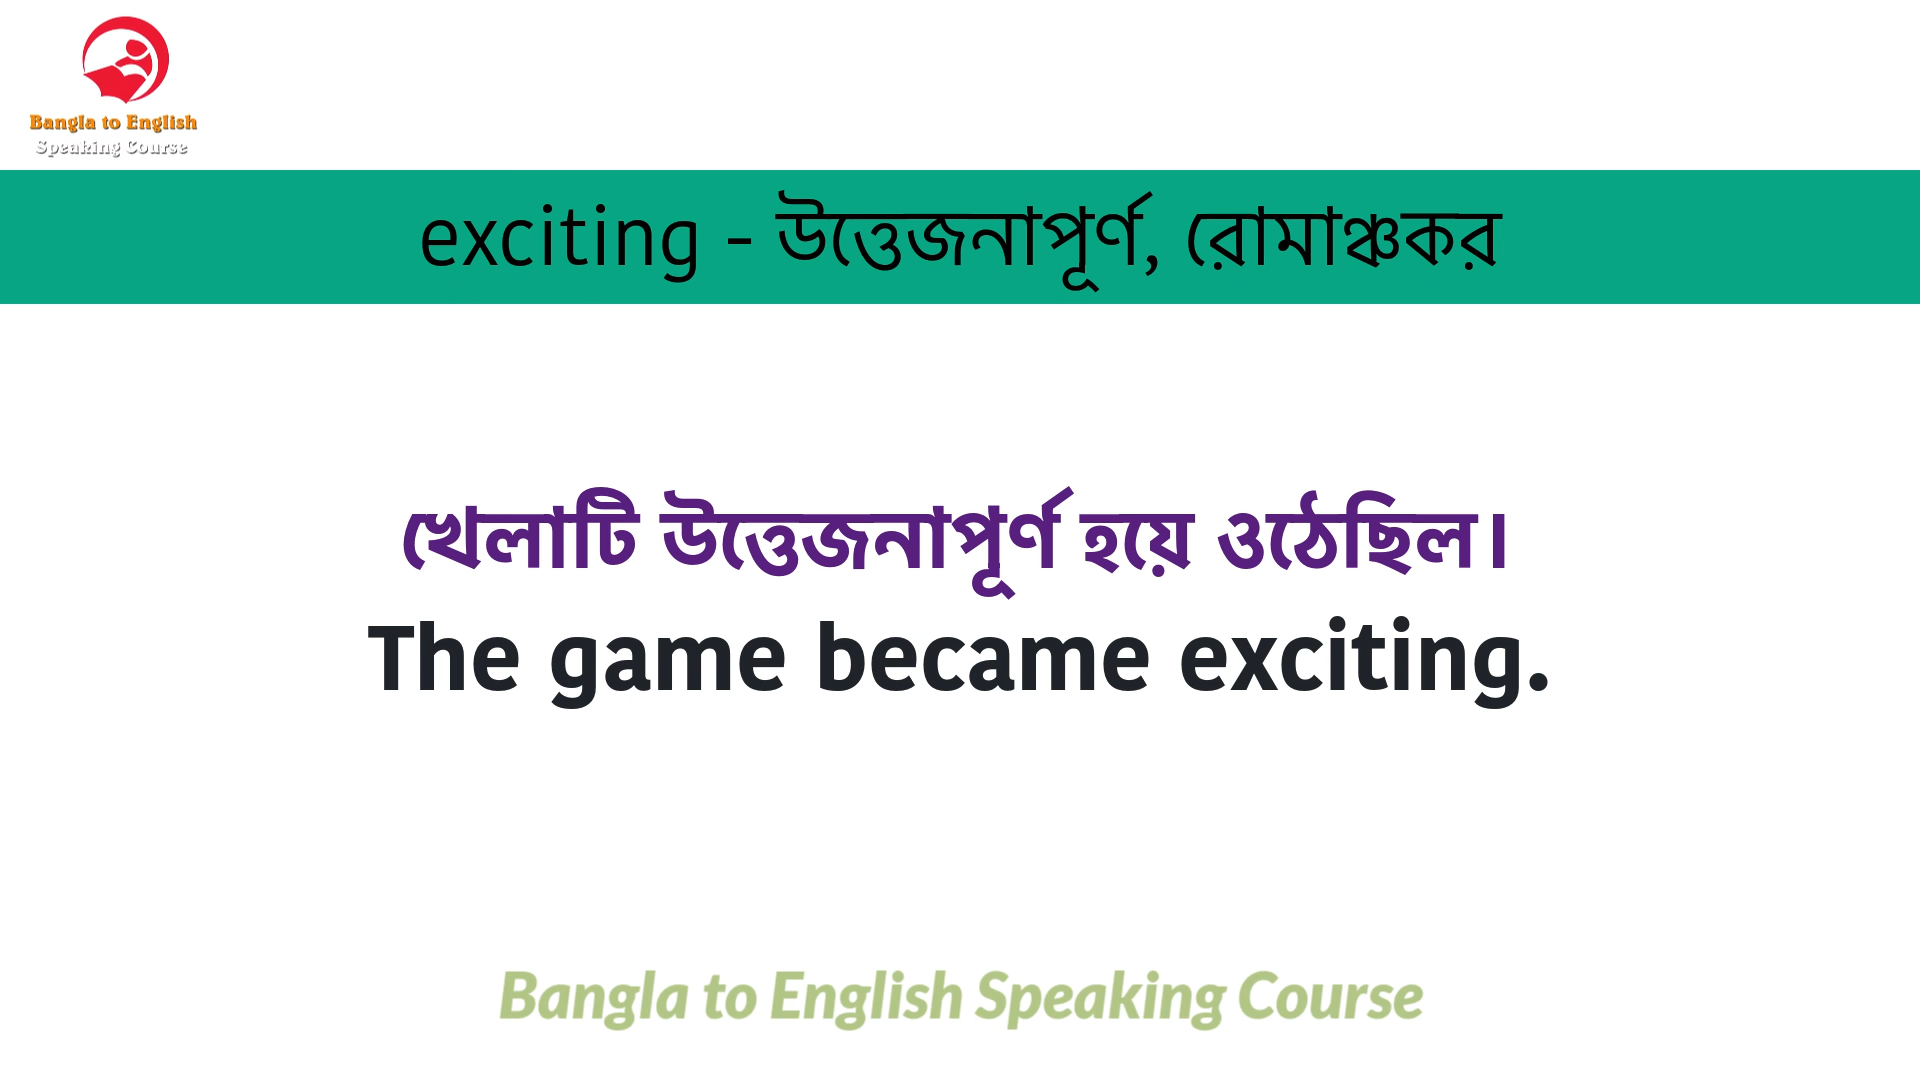 Bangla to English
Speaking Course
exciting - উত্তেজনাপূর্ণ, রোমাঞ্চকর
খেলাটি উত্তেজনাপূর্ণ হয়ে ওঠেছিল।
The game became exciting.
Bangla to English Speaking Course